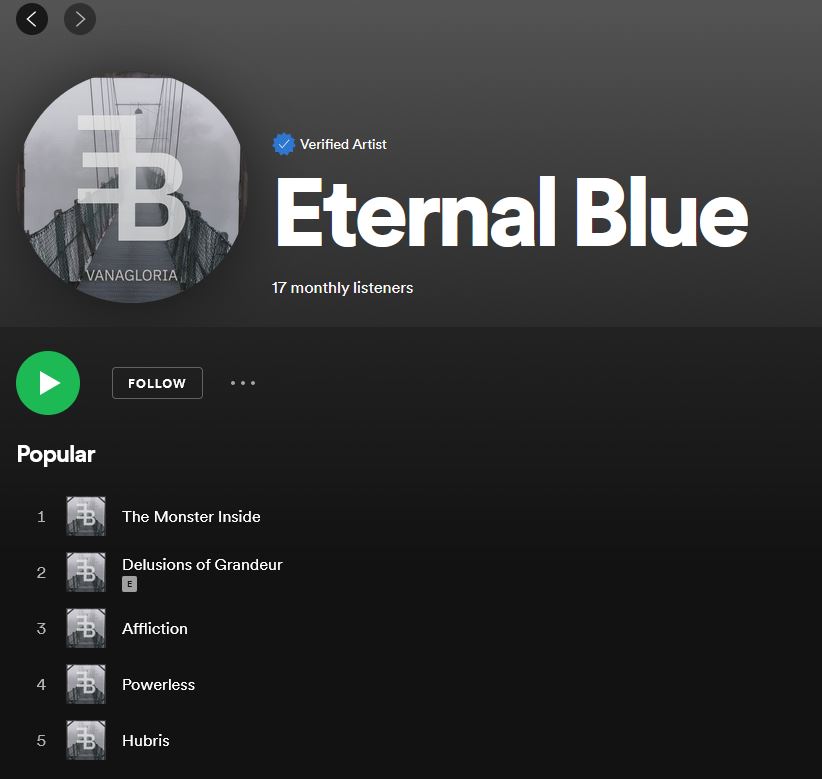 EB
VANAGLORIA
Verified Artist
Eternal Blue
17 monthly listeners
FOLLOW
Popular
1 The Monster Inside
2 Delusions of Grandeur
E
3 Affliction
4 Powerless
5 Hubris